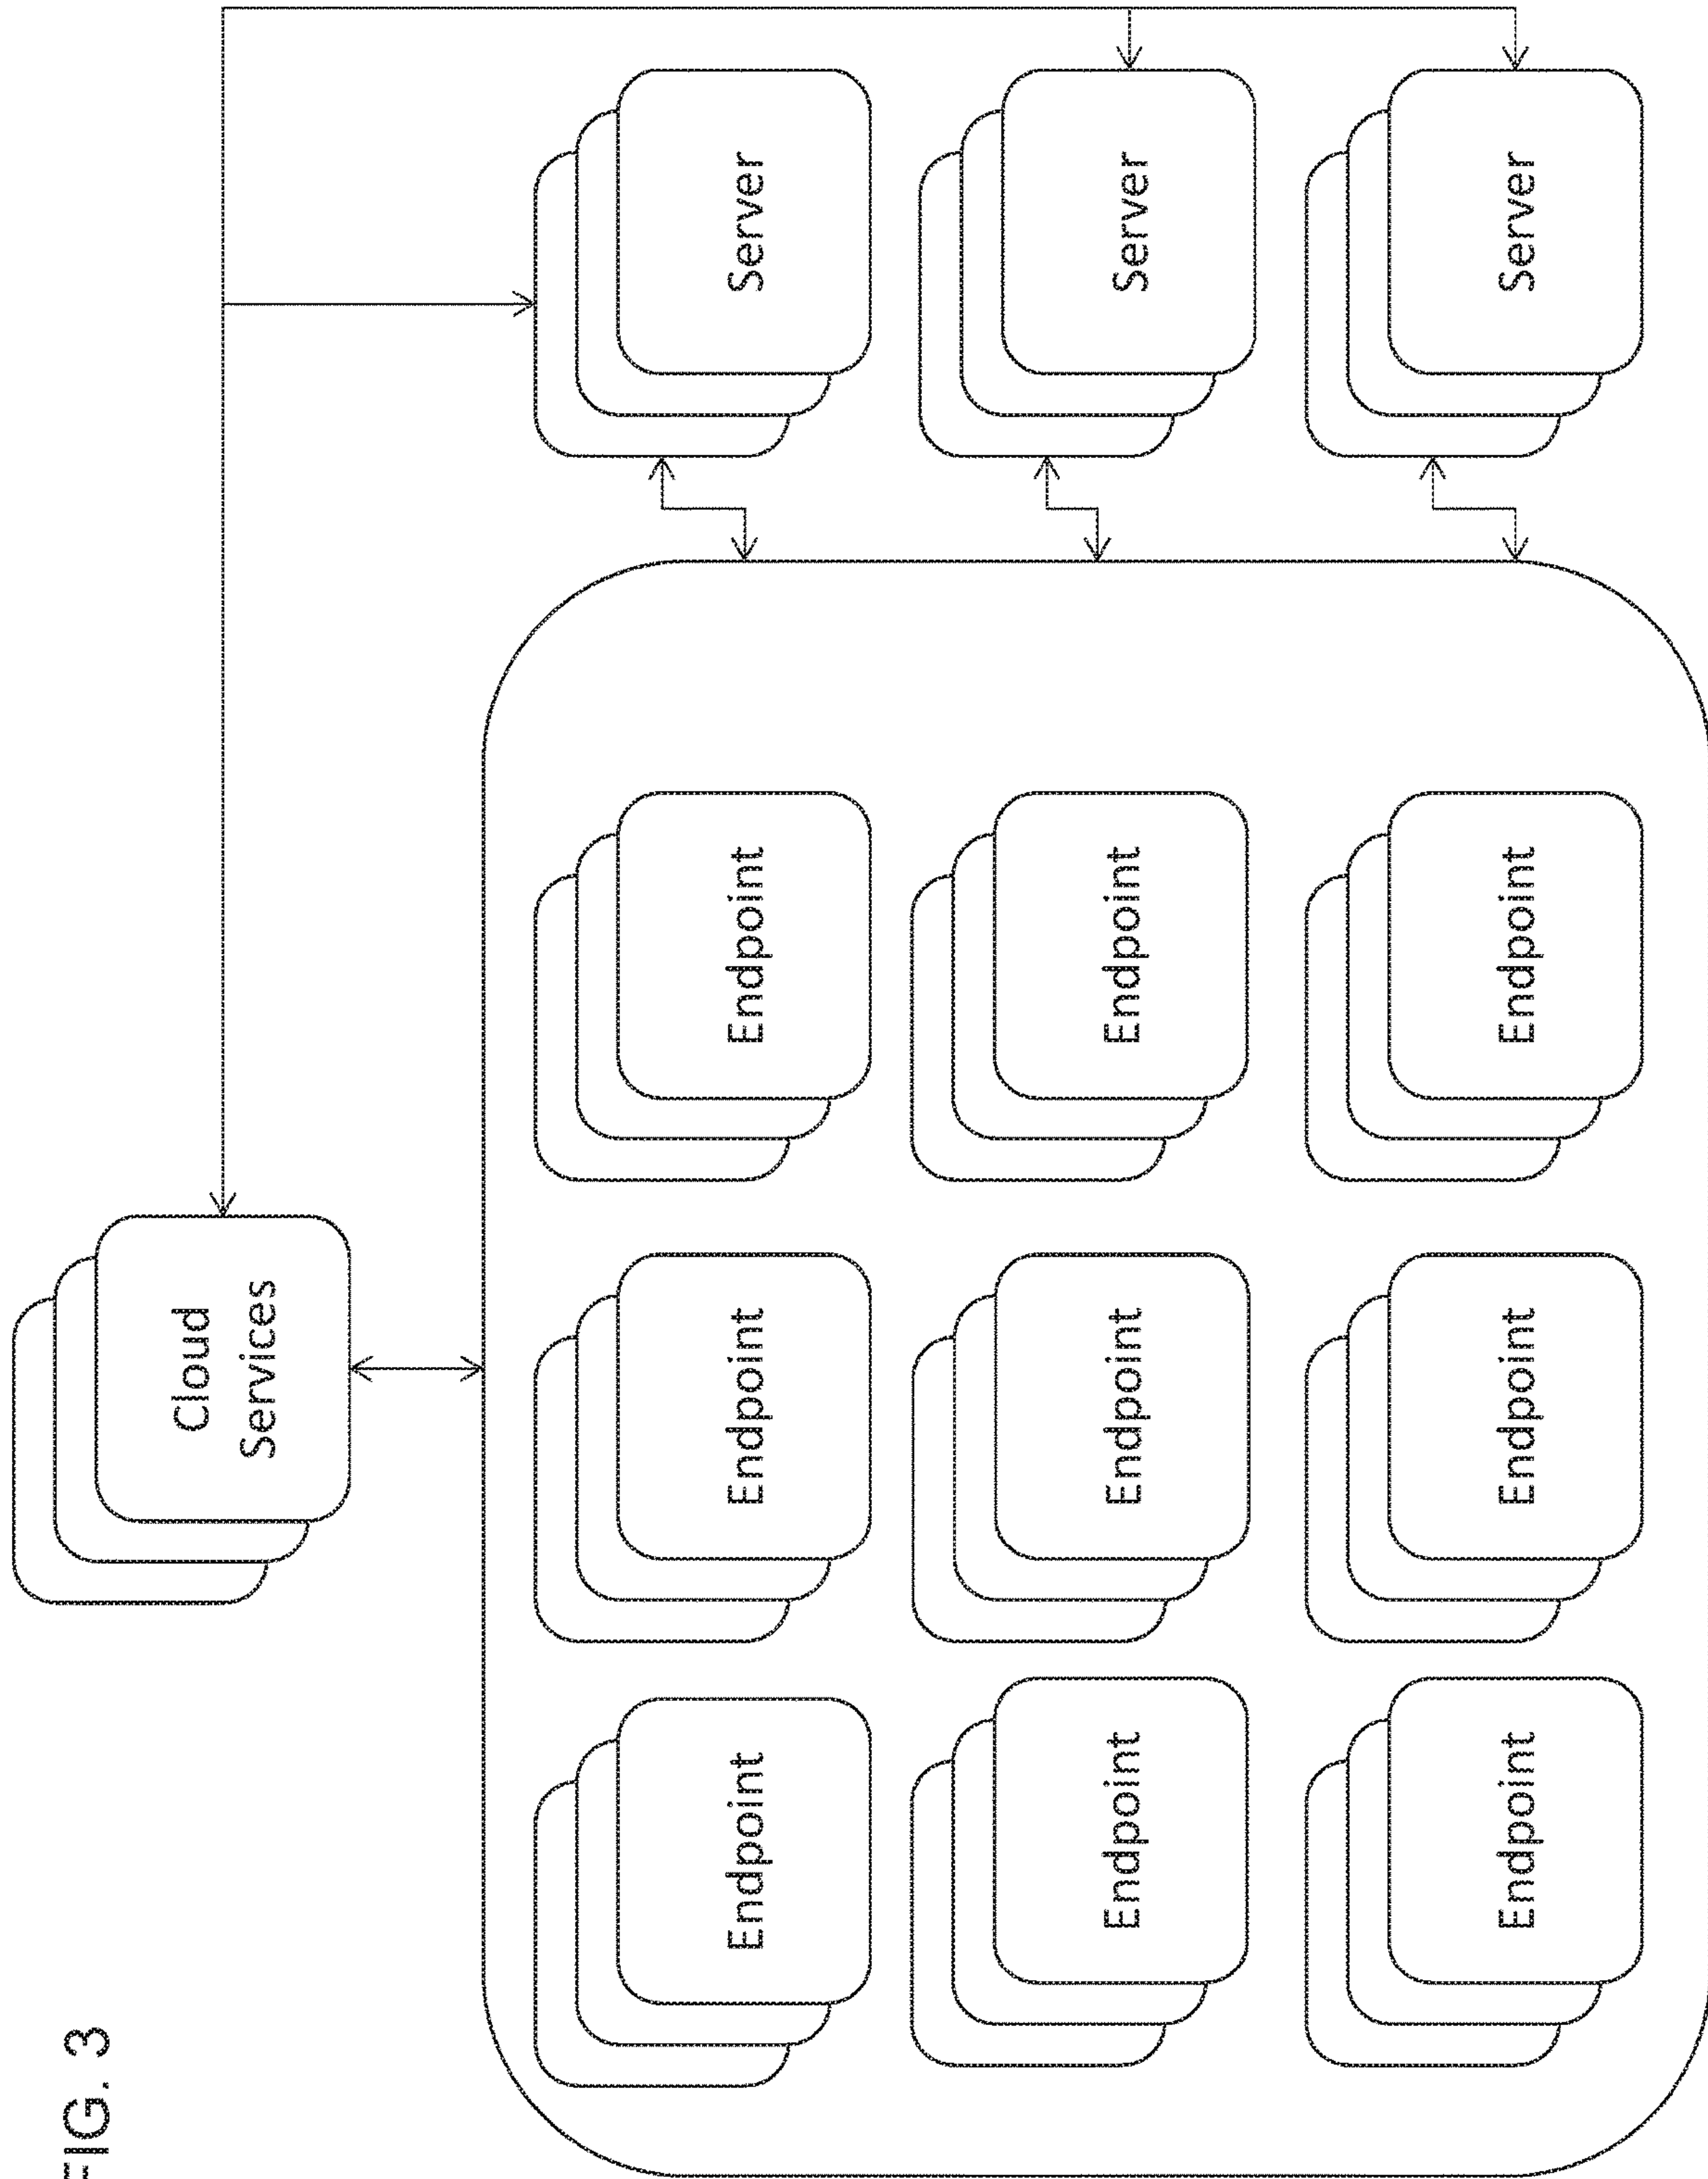 FIG. 3
Cloud
Services
Endpoint
Endpoint
Endpoint
Server
Endpoint
Endpoint
Endpoint
Server
Endpoint
Endpoint
Endpoint
Server